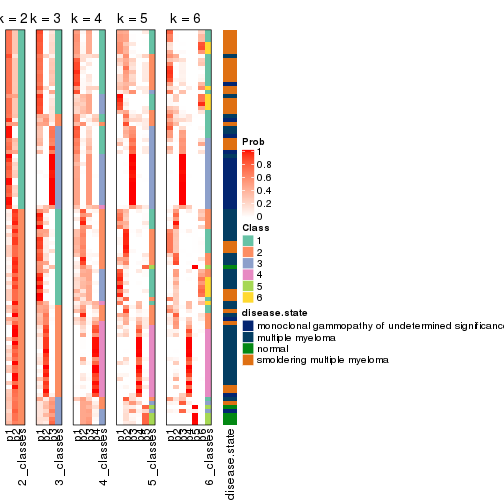 k = 2 k = 3 k = 4 k = 5 k = 6
Prob
1
0.8
0.6
0.4
0.2
0
Class
1
2
3
4
5
6
disease.state
monoclonal gammopathy of undetermined significance
multiple myeloma
normal
smoldering multiple myeloma
p1
p2
2_classes
p1
p2
p3
3_classes
p1
p2
p3
p4
4_classes
p1
p2
p3
p4
p5
5_classes
p1
p2
p3
p4
p5
p6
6_classes
disease.state